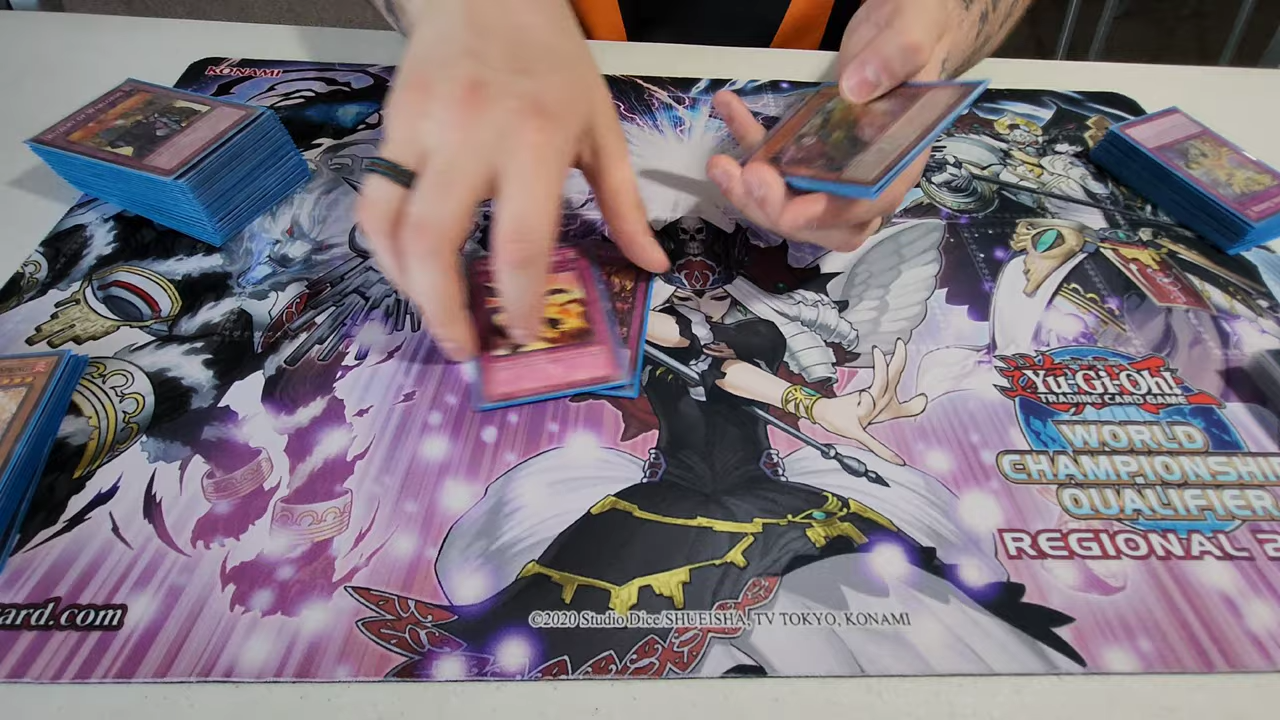 KONAMI
Yu-Gi-Oh!
TRADING CARD GAME
WORLD
CHAMPIONSHIP
QUALIFIER
REGIONAL 2
ard.com
©2020 Studio Dice/SHUEISHA, TV TOKYO, KONAMI